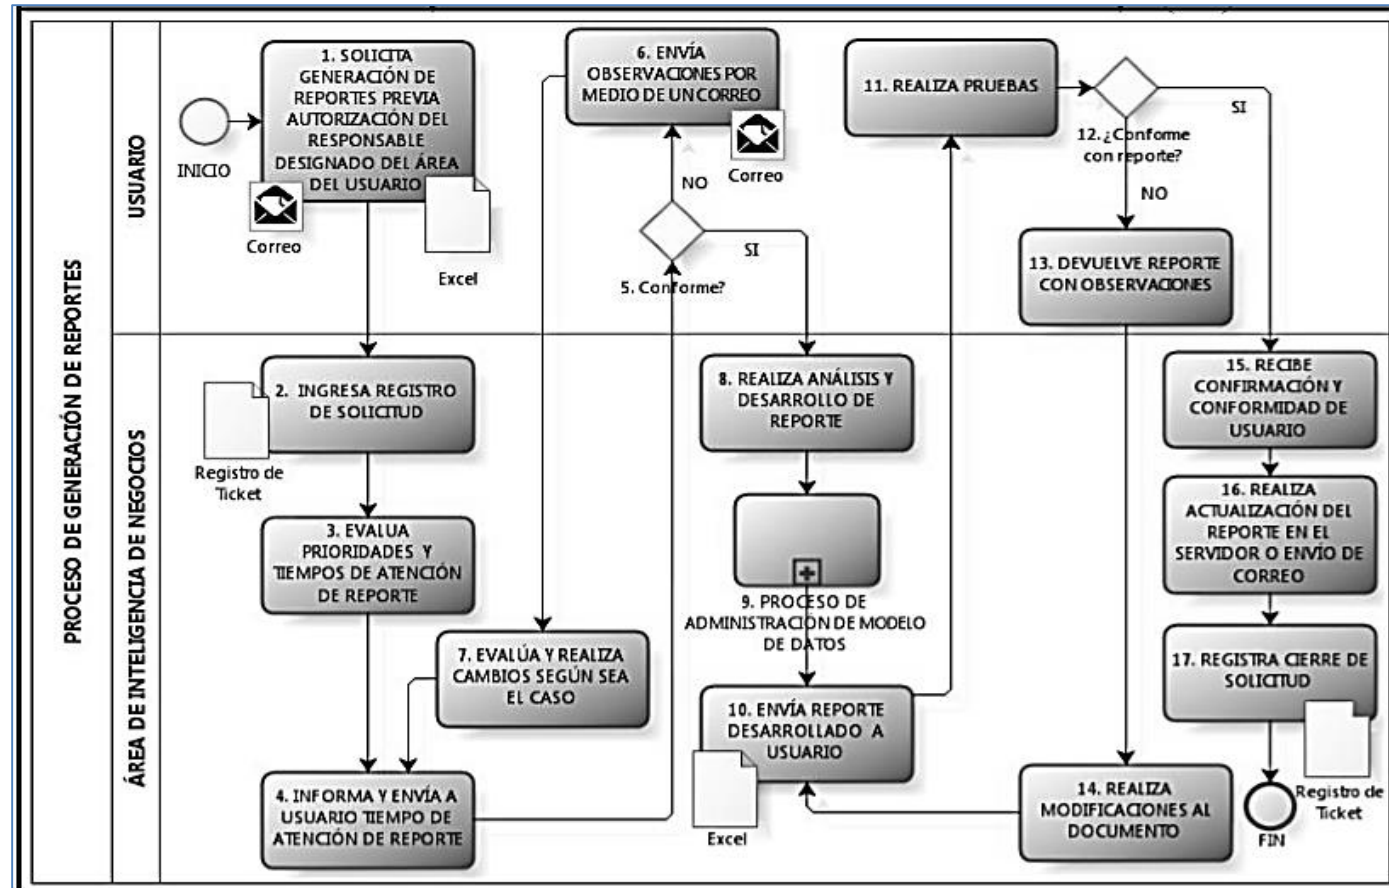 PROCESO DE GENERACIÓN DE REPORTES
USUARIO
INICIO
1. SOLICITA
GENERACIÓN DE
REPORTES PREVIA
AUTORIZACIÓN DEL
RESPONSABLE
DESIGNADO DEL ÁREA
DEL USUARIO
Correo
Excel
6. ENVÍA
OBSERVACIONES POR
MEDIO DE UN CORREO
Correo
NO
SI
5. Conforme?
11. REALIZA PRUEBAS
12. ¿Conforme
con reporte?
SI
NO
13. DEVUELVE REPORTE
CON OBSERVACIONES
ÁREA DE INTELIGENCIA DE NEGOCIOS
2. INGRESA REGISTRO
DE SOLICITUD
Registro de
Ticket
3. EVALUA
PRIORIDADES Y
TIEMPOS DE ATENCIÓN
DE REPORTE
4. INFORMA Y ENVÍA A
USUARIO TIEMPO DE
ATENCIÓN DE REPORTE
7. EVALÚA Y REALIZA
CAMBIOS SEGÚN SEA
EL CASO
8. REALIZA ANÁLISIS Y
DESARROLLO DE
REPORTE
9. PROCESO DE
ADMINISTRACIÓN DE MODELO
DE DATOS
10. ENVÍA REPORTE
DESARROLLADO A
USUARIO
Excel
14. REALIZA
MODIFICACIONES AL
DOCUMENTO
15. RECIBE
CONFIRMACIÓN Y
CONFORMIDAD DE
USUARIO
16. REALIZA
ACTUALIZACIÓN DEL
REPORTE EN EL
SERVIDOR O ENVÍO DE
CORREO
17. REGISTRA CIERRE DE
SOLICITUD
Registro de
Ticket
FIN